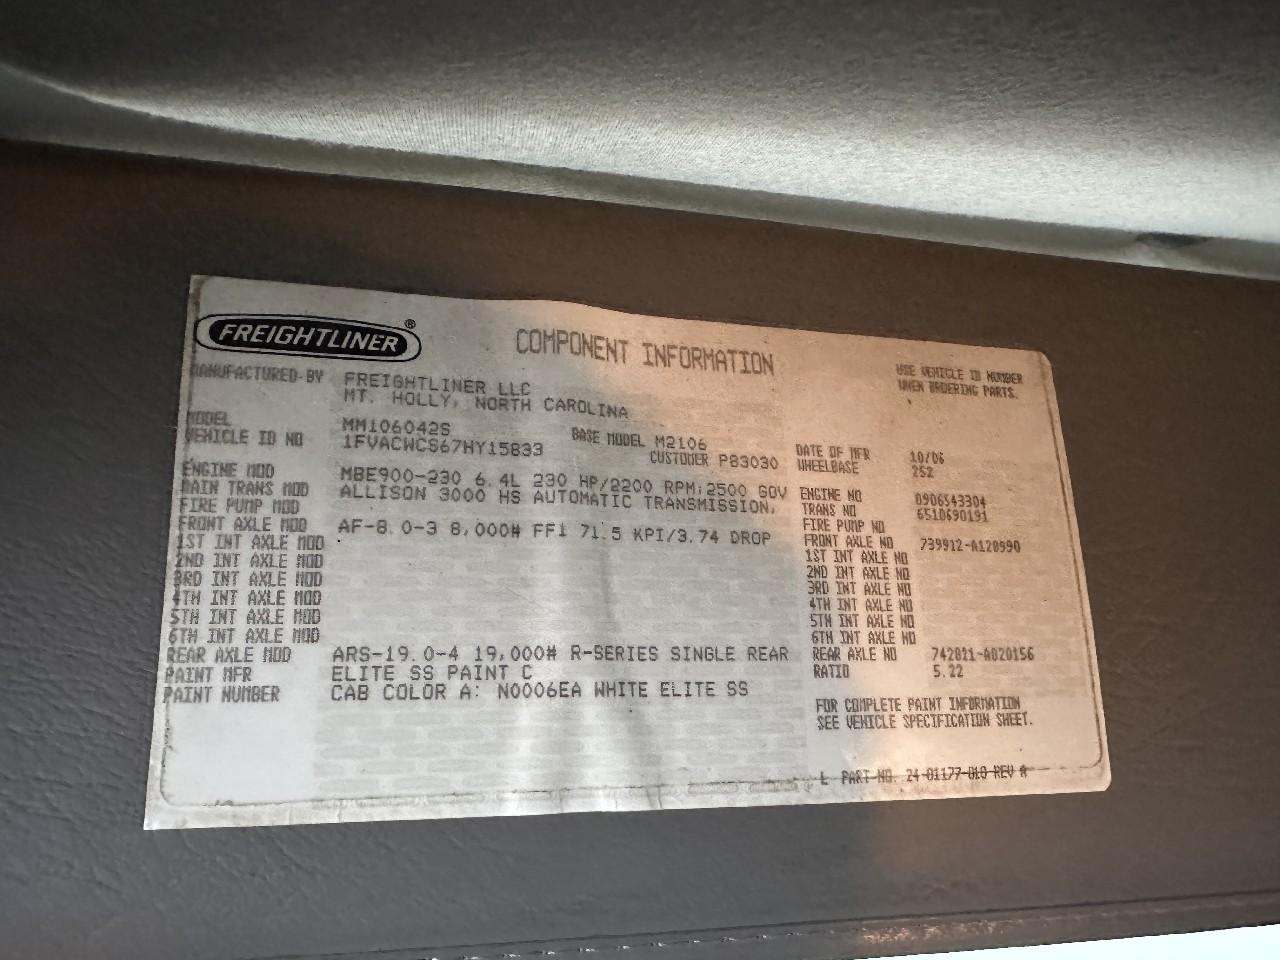 FREIGHTLINER®
COMPONENT INFORMATION
USE VEHICLE ID NUMBER
WHEN ORDERING PARTS.
MANUFACTURED-BY FREIGHTLINER LLC
MT. HOLLY, NORTH CAROLINA
MODEL MM106042S BASE MODEL M2106 DATE OF MFR 10/06
VEHICLE ID NO 1FVACWCS67HY15833 CUSTOMER P83030 WHEELBASE 252
ENGINE MOD MBE900-230 6.4L 230 HP/2200 RPM;2500 GOV ENGINE NO 0906543304
MAIN TRANS MOD ALLISON 3000 HS AUTOMATIC TRANSMISSION, TRANS NO 6510690191
FIRE PUMP MOD FIRE PUMP NO
FRONT AXLE MOD AF-8.0-3 8,000# FF1 71.5 KPI/3.74 DROP FRONT AXLE NO 739912-A120990
1ST INT AXLE MOD 1ST INT AXLE NO
2ND INT AXLE MOD 2ND INT AXLE NO
3RD INT AXLE MOD 3RD INT AXLE NO
4TH INT AXLE MOD 4TH INT AXLE NO
5TH INT AXLE MOD 5TH INT AXLE NO
6TH INT AXLE MOD 6TH INT AXLE NO
REAR AXLE MOD ARS-19.0-4 19,000# R-SERIES SINGLE REAR REAR AXLE NO 742821-A020156
PAINT MFR ELITE SS PAINT C RATIO 5.22
PAINT NUMBER CAB COLOR A: N0006EA WHITE ELITE SS
FOR COMPLETE PAINT INFORMATION
SEE VEHICLE SPECIFICATION SHEET.
L PART NO. 24-01177-010 REV A